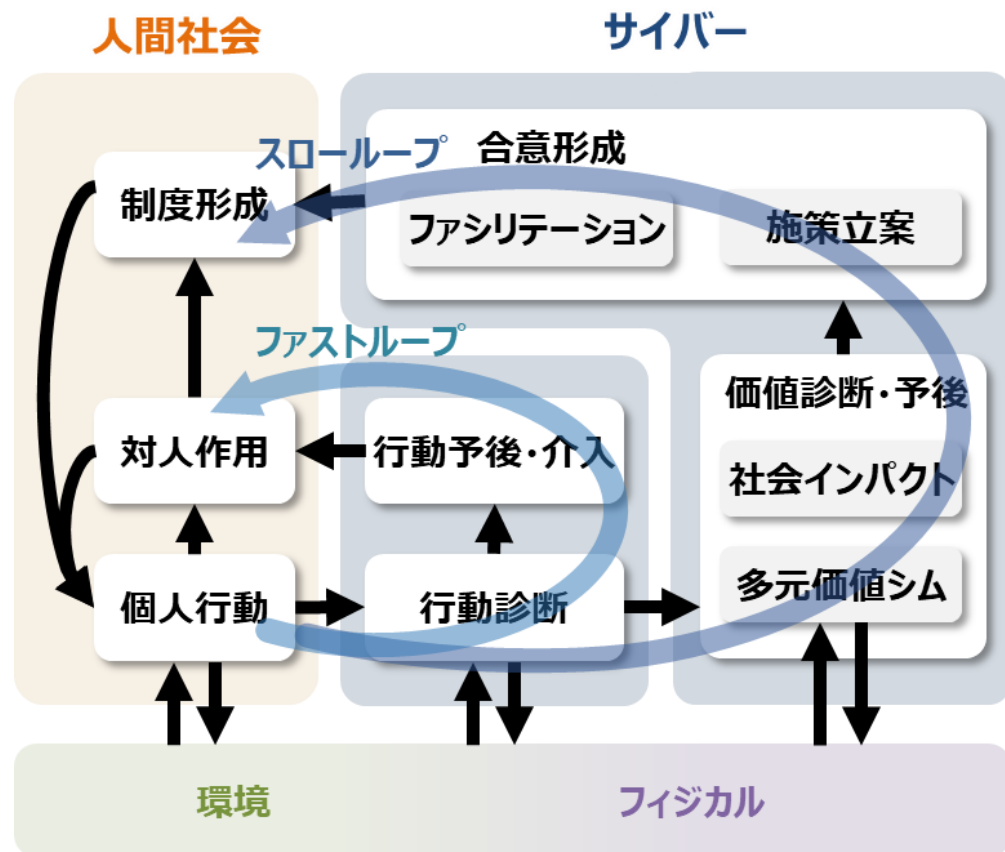 人間社会
サイバー
スローループ
合意形成
制度形成
ファシリテーション
施策立案
ファストループ
価値診断・予後
対人作用
行動予後・介入
社会インパクト
多元価値シム
個人行動
行動診断
環境
フィジカル